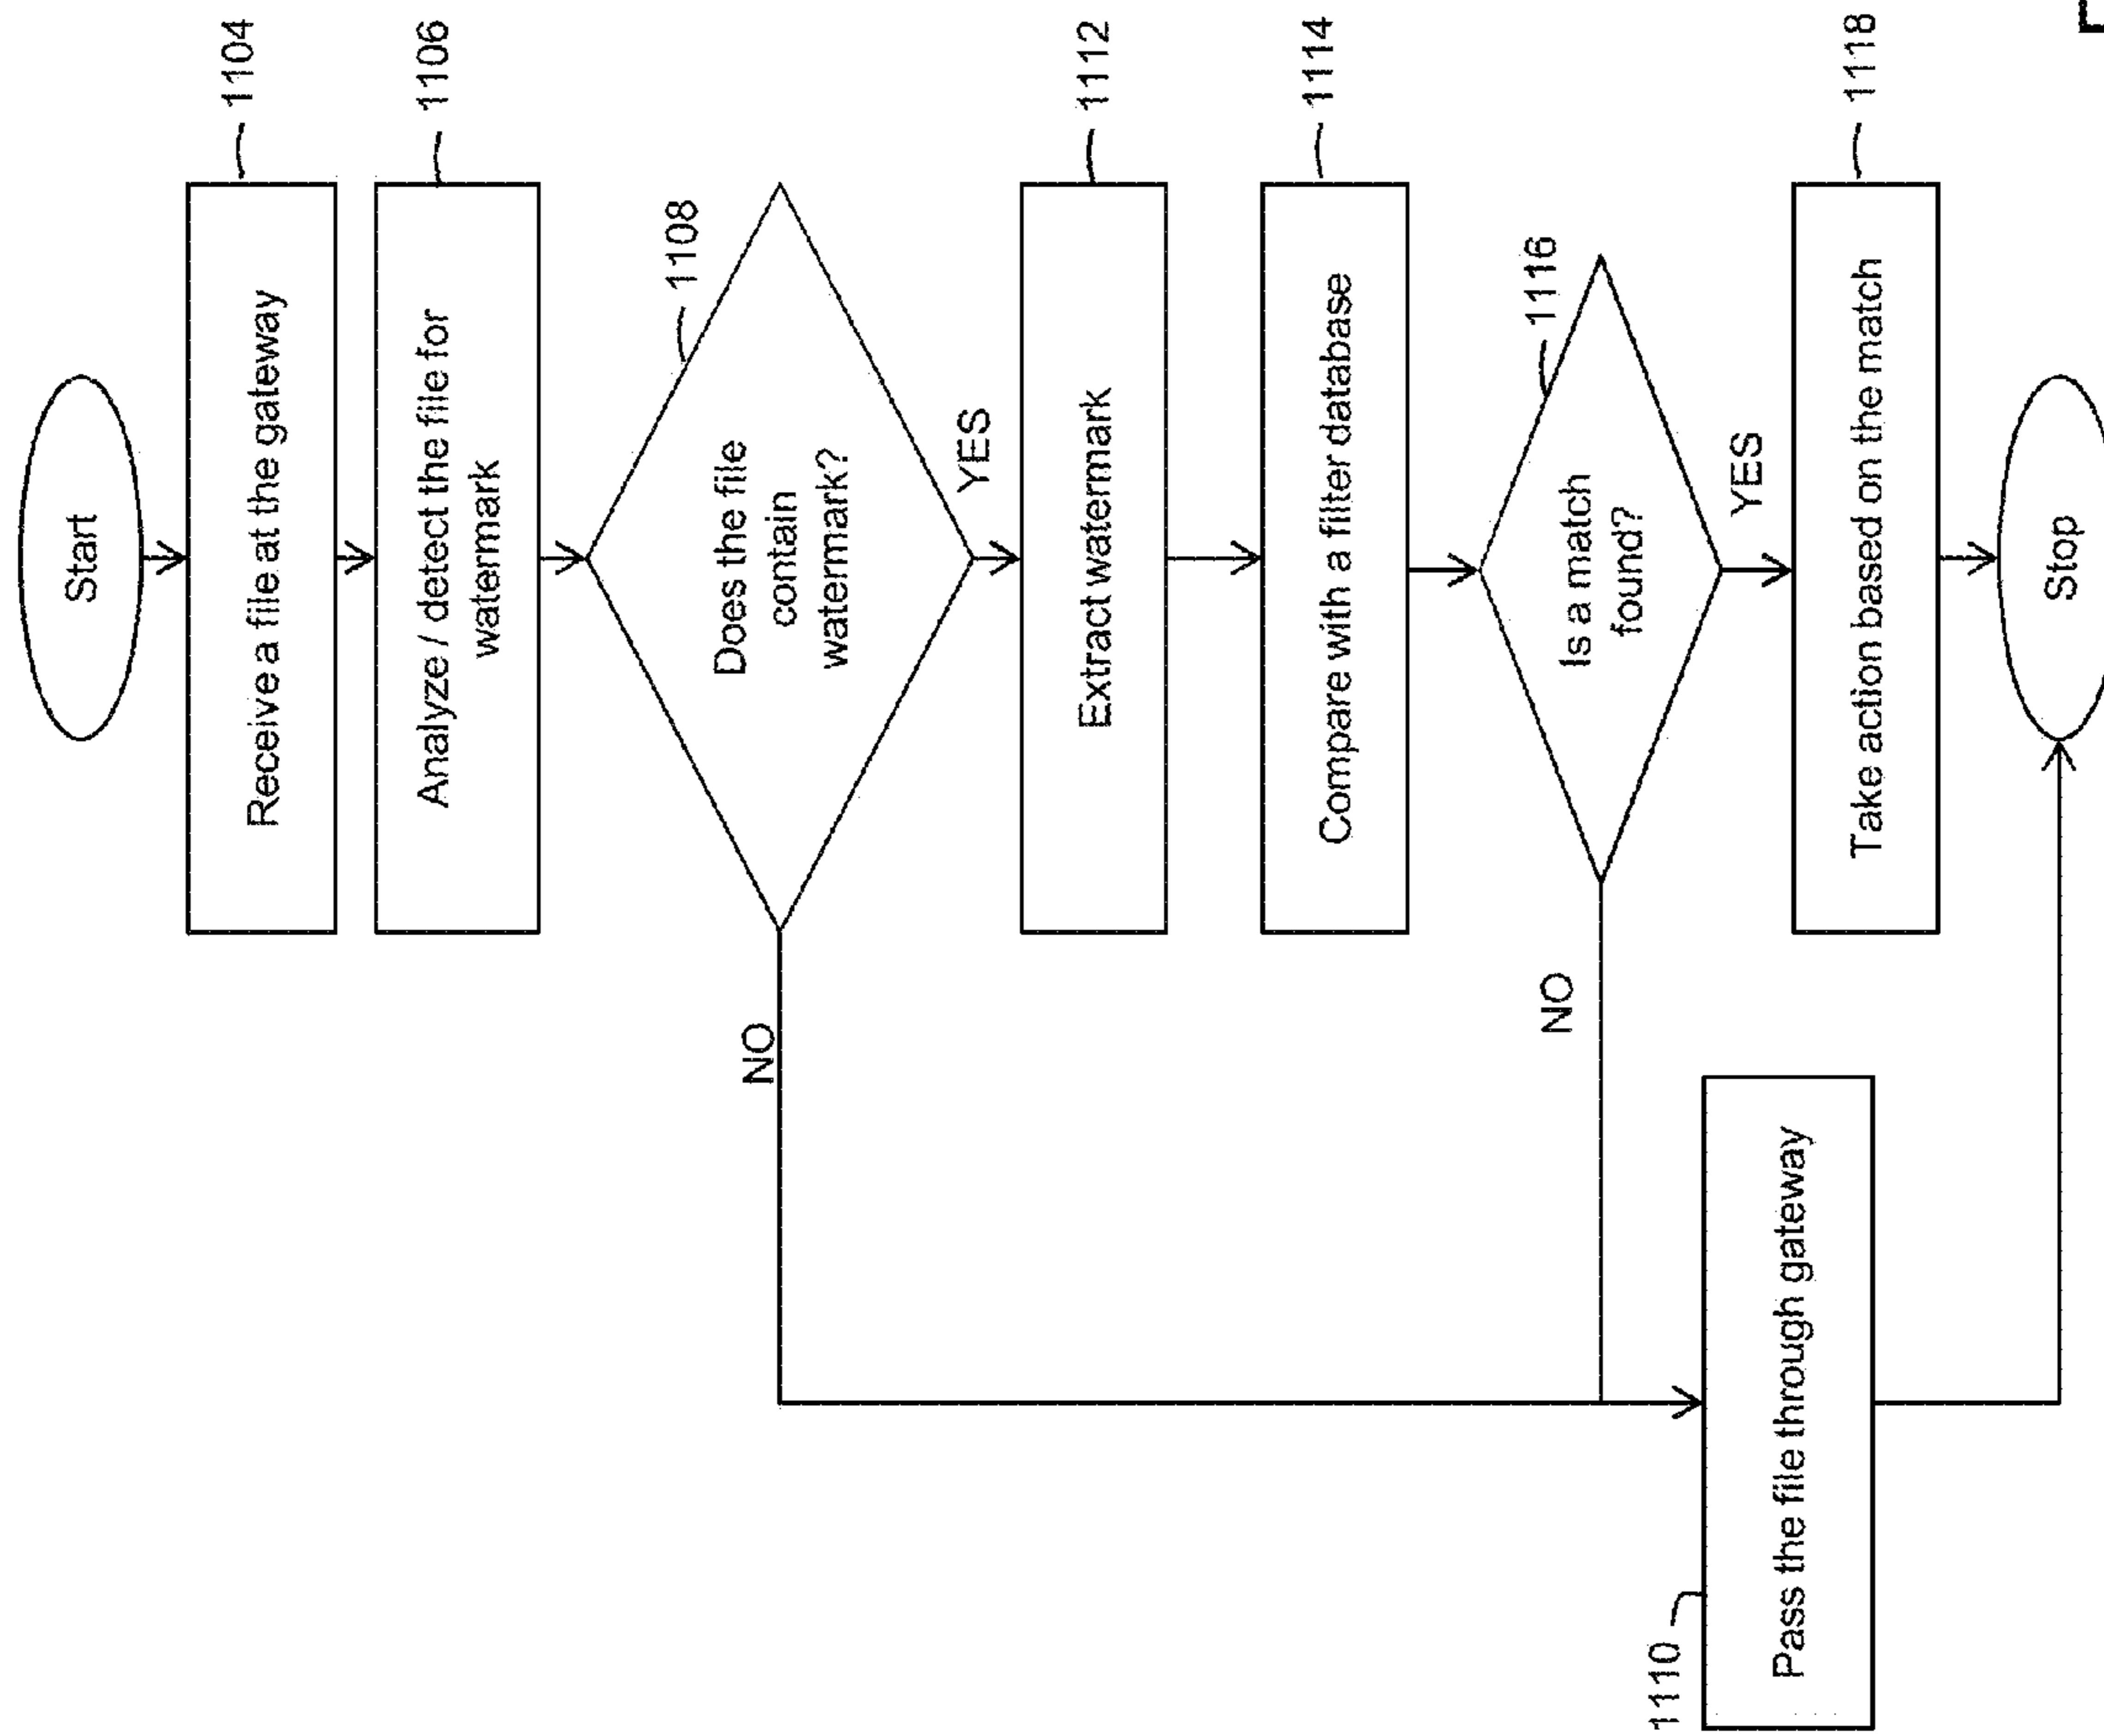 Start
Receive a file at the gateway
1104
Analyze / detect the file for
watermark
1106
Does the file
contain
watermark?
1108
NO
YES
Extract watermark
1112
Compare with a filter database
1114
Is a match
found?
1116
NO
YES
Take action based on the match
1118
1110
Pass the file through gateway
Stop